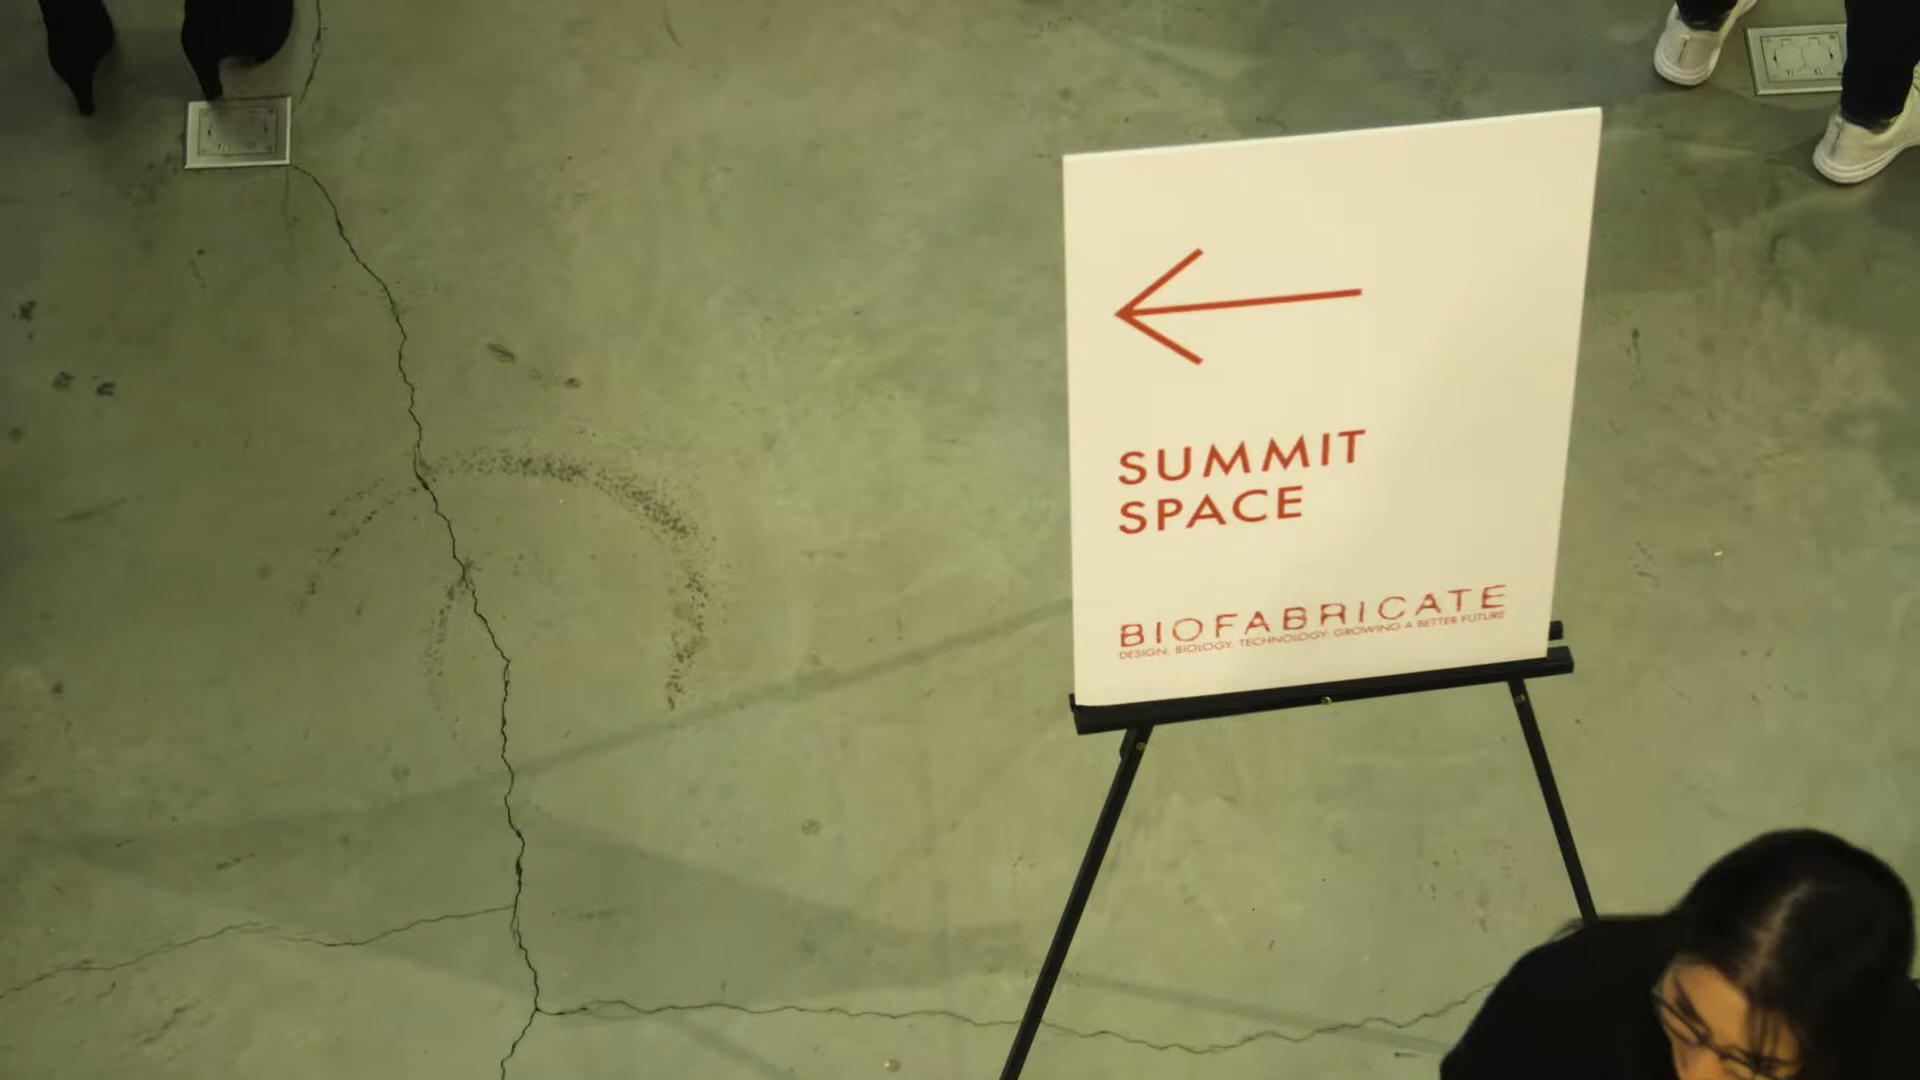 SUMMIT
SPACE
BIOFABRICATE
DESIGN, BIOLOGY, TECHNOLOGY: GROWING A BETTER FUTURE